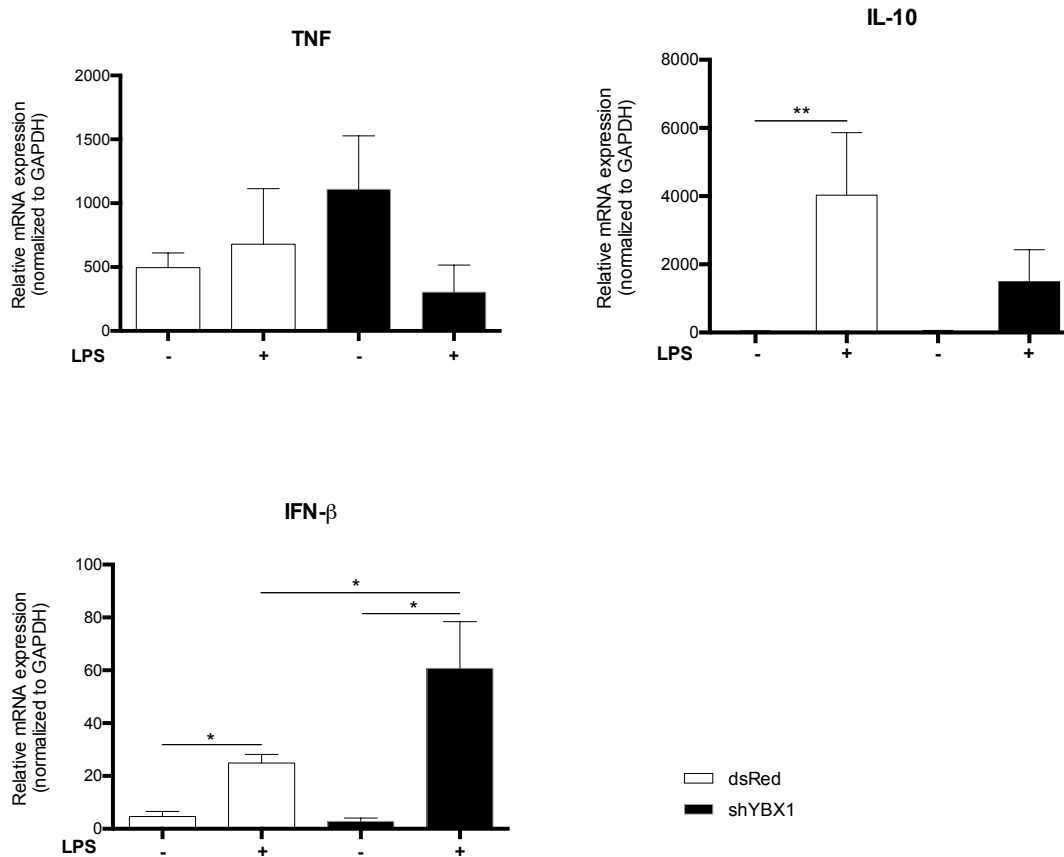 TNF
2000
1500
1000
500
0
Relative mRNA expression
(normalized to GAPDH)
LPS - + - +
IL-10
8000
6000
4000
2000
0
Relative mRNA expression
(normalized to GAPDH)
**
LPS - + - +
IFN-β
100
80
60
40
20
0
Relative mRNA expression
(normalized to GAPDH)
*
*
*
LPS - + - +
dsRed
shYBX1